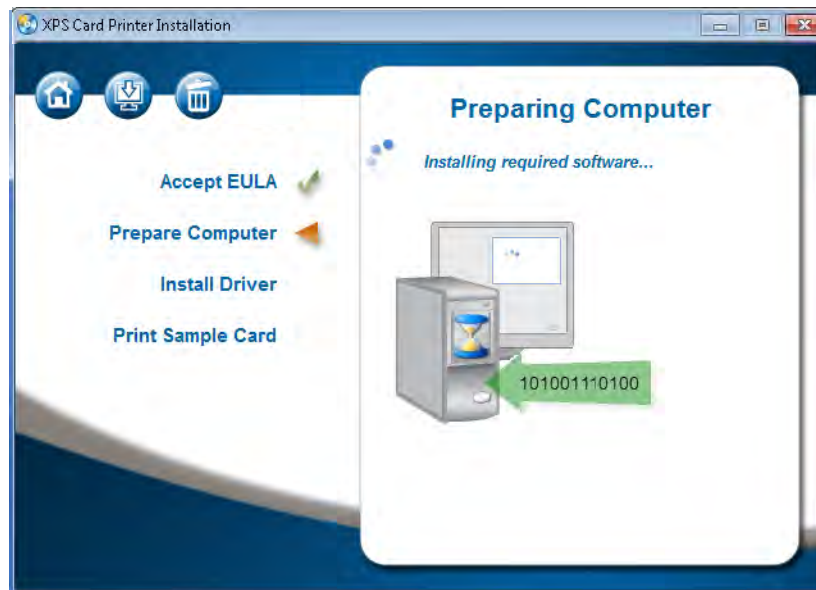 XPS Card Printer Installation
Preparing Computer
Installing required software...
Accept EULA
Prepare Computer
Install Driver
Print Sample Card
101001110100